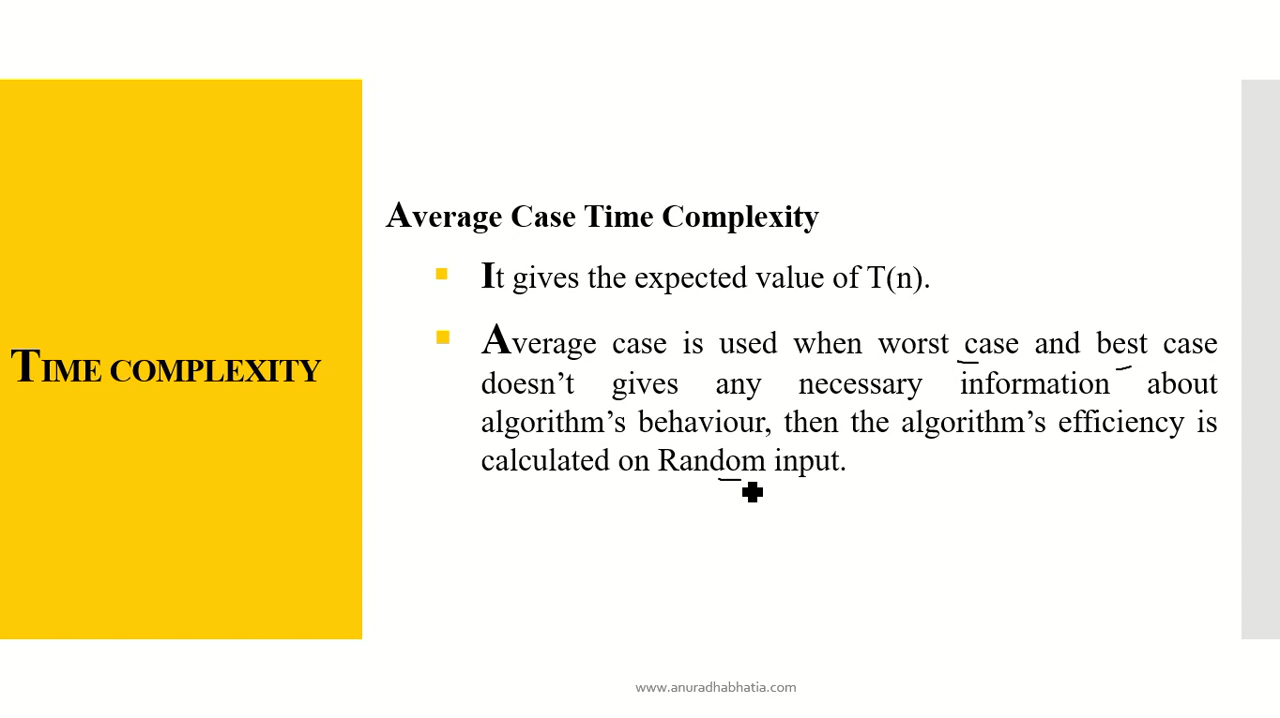 TIME COMPLEXITY
Average Case Time Complexity
It gives the expected value of T(n).
Average case is used when worst case and best case
doesn’t gives any necessary information about
algorithm’s behaviour, then the algorithm’s efficiency is
calculated on Random input.
www.anuradhabhatia.com